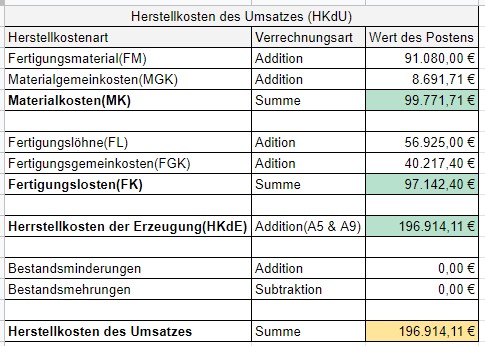 Herstellkosten des Umsatzes (HKdU)
Herstellkostenart Verrechnungsart Wert des Postens
Fertigungsmaterial(FM) Addition 91.080,00 €
Materialgemeinkosten(MGK) Addition 8.691,71 €
Materialkosten(MK) Summe 99.771,71 €
Fertigungslöhne(FL) Adition 56.925,00 €
Fertigungsgemeinkosten(FGK) Adition 40.217,40 €
Fertigungslosten(FK) Summe 97.142,40 €
Herrstellkosten der Erzeugung(HKdE) Addition(A5 & A9) 196.914,11 €
Bestandsminderungen Addition 0,00 €
Bestandsmehrungen Subtraktion 0,00 €
Herstellkosten des Umsatzes Summe 196.914,11 €